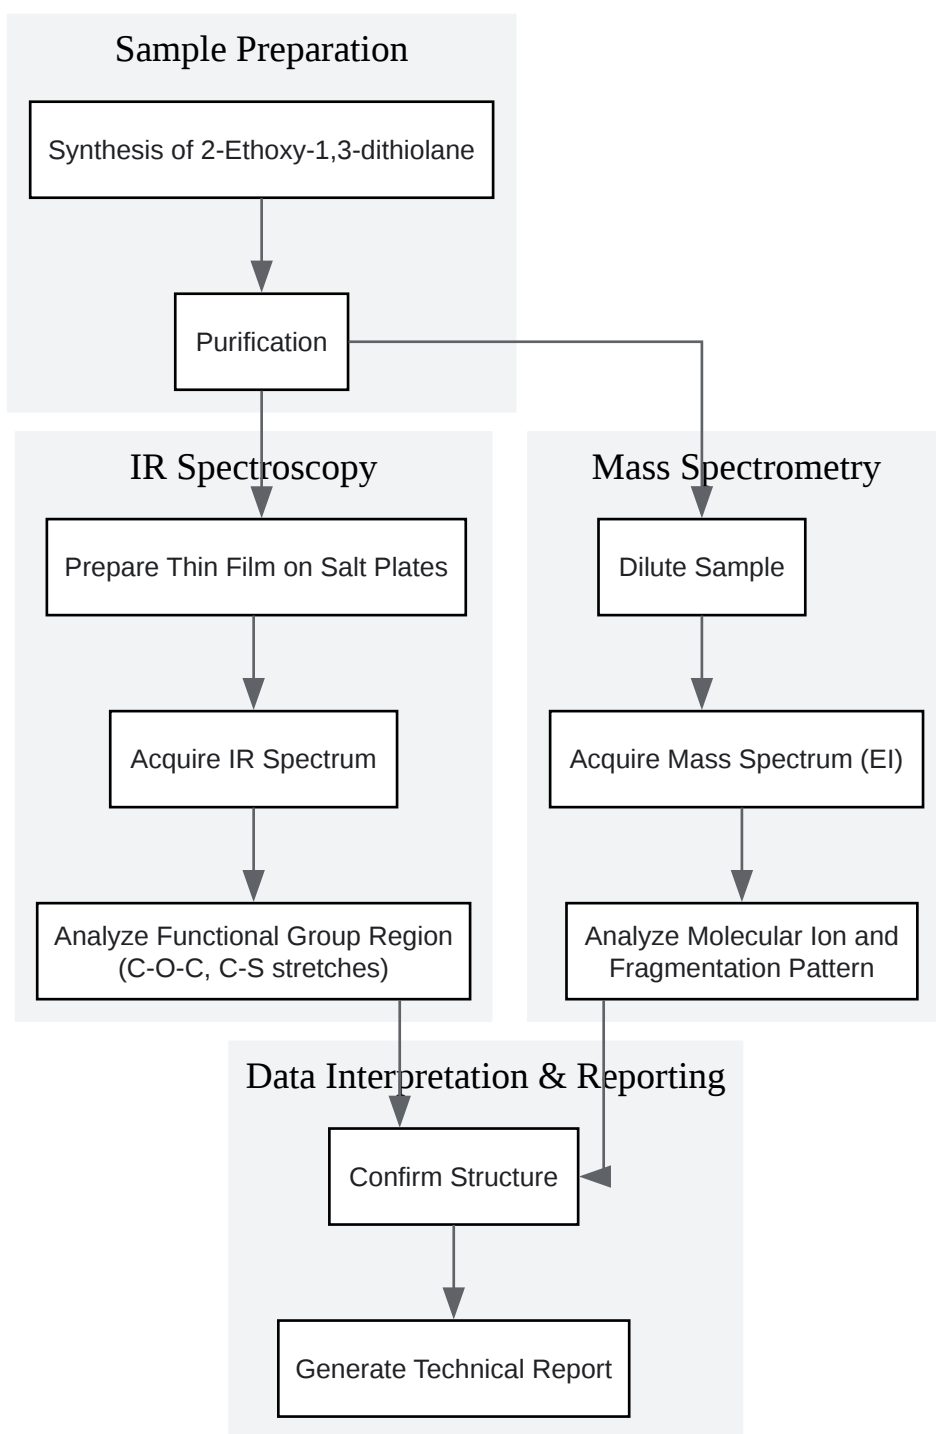 Sample Preparation
Synthesis of 2-Ethoxy-1,3-dithiolane
Purification
IR Spectroscopy
Prepare Thin Film on Salt Plates
Acquire IR Spectrum
Analyze Functional Group Region
(C-O-C, C-S stretches)
Mass Spectrometry
Dilute Sample
Acquire Mass Spectrum (EI)
Analyze Molecular Ion and
Fragmentation Pattern
Data Interpretation & Reporting
Confirm Structure
Generate Technical Report